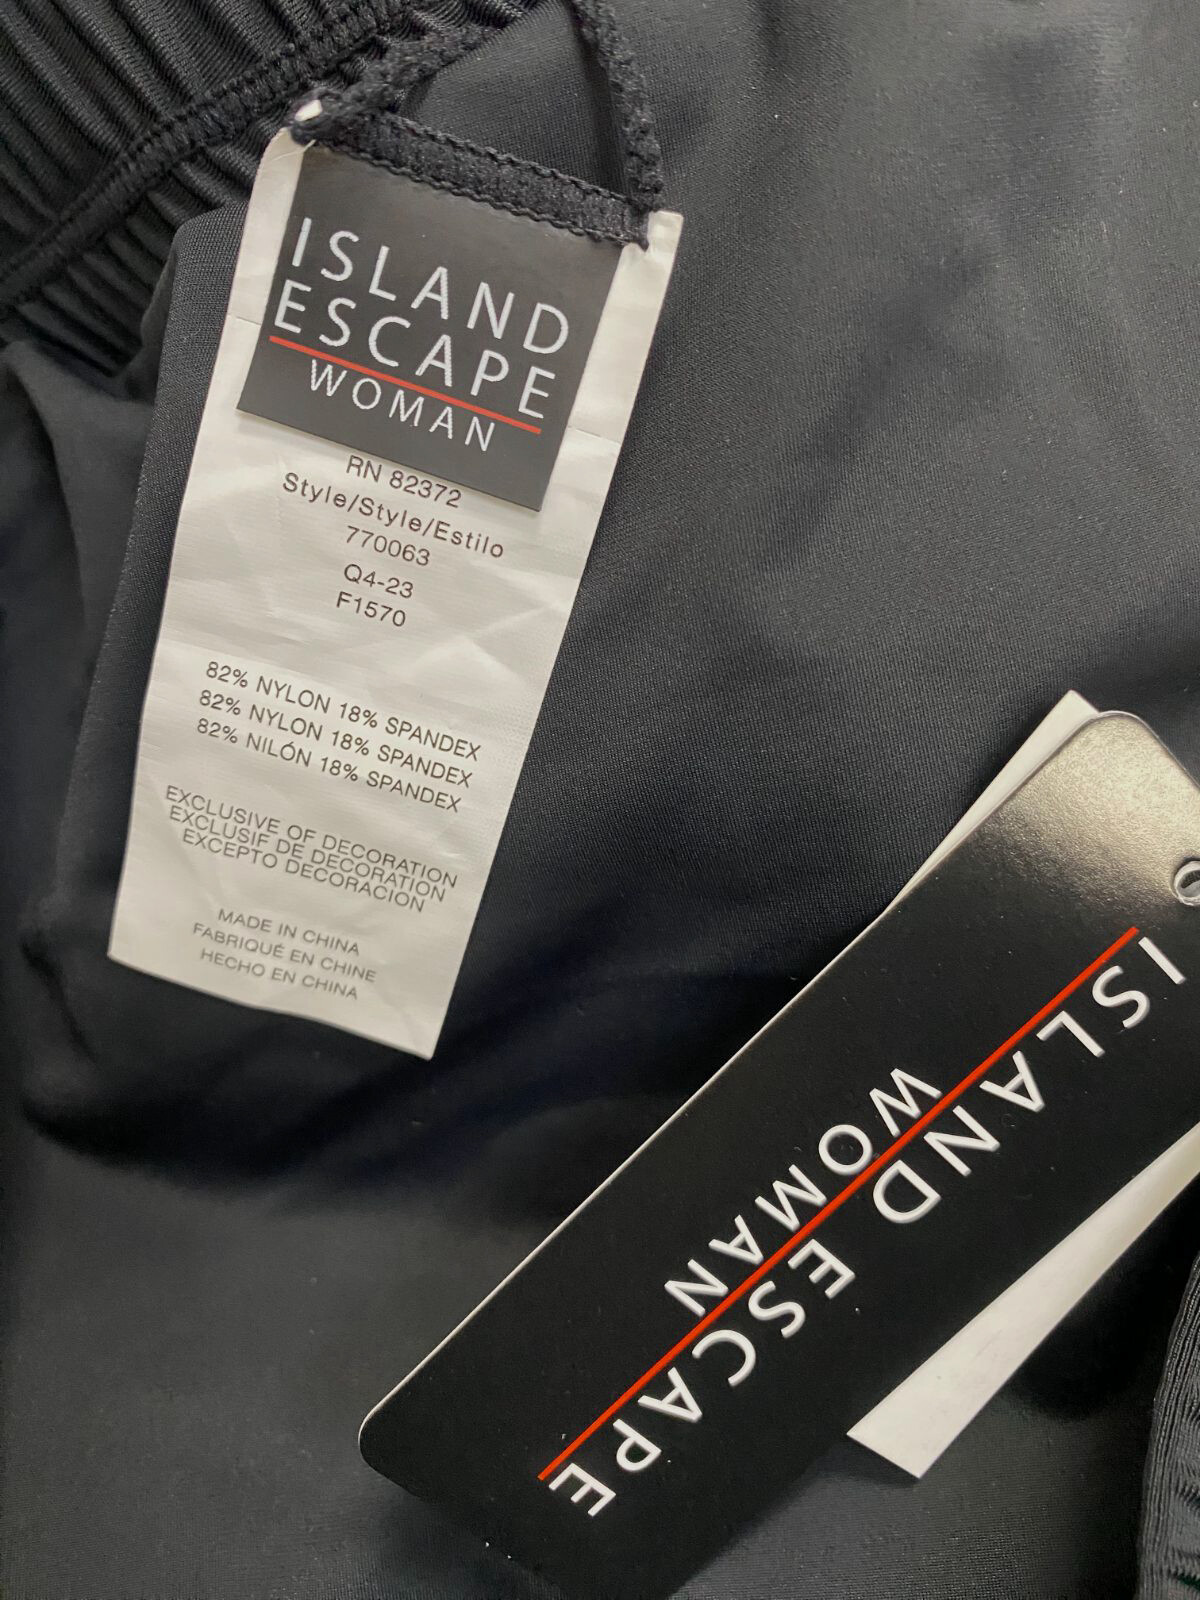 ISLAND
ESCAPE
WOMAN
RN 82372
Style/Style/Estilo
770063
Q4-23
F1570
82% NYLON 18% SPANDEX
82% NYLON 18% SPANDEX
82% NILÓN 18% SPANDEX
EXCLUSIVE OF DECORATION
EXCLUSIF DE DECORATION
EXCEPTO DECORACION
MADE IN CHINA
FABRIQUÉ EN CHINE
HECHO EN CHINA
ISLAND ESCAPE
WOMAN